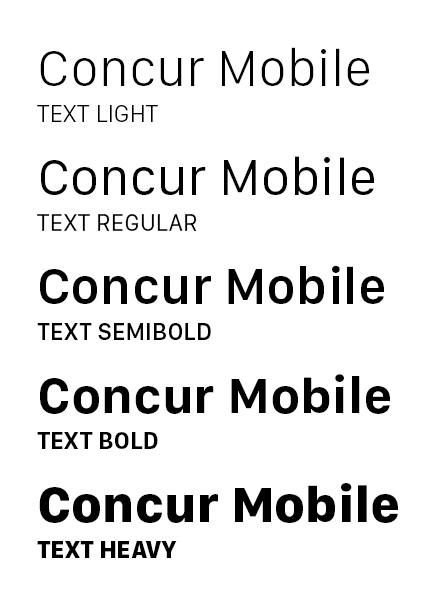 Concur Mobile
TEXT LIGHT
Concur Mobile
TEXT REGULAR
Concur Mobile
TEXT SEMIBOLD
Concur Mobile
TEXT BOLD
Concur Mobile
TEXT HEAVY